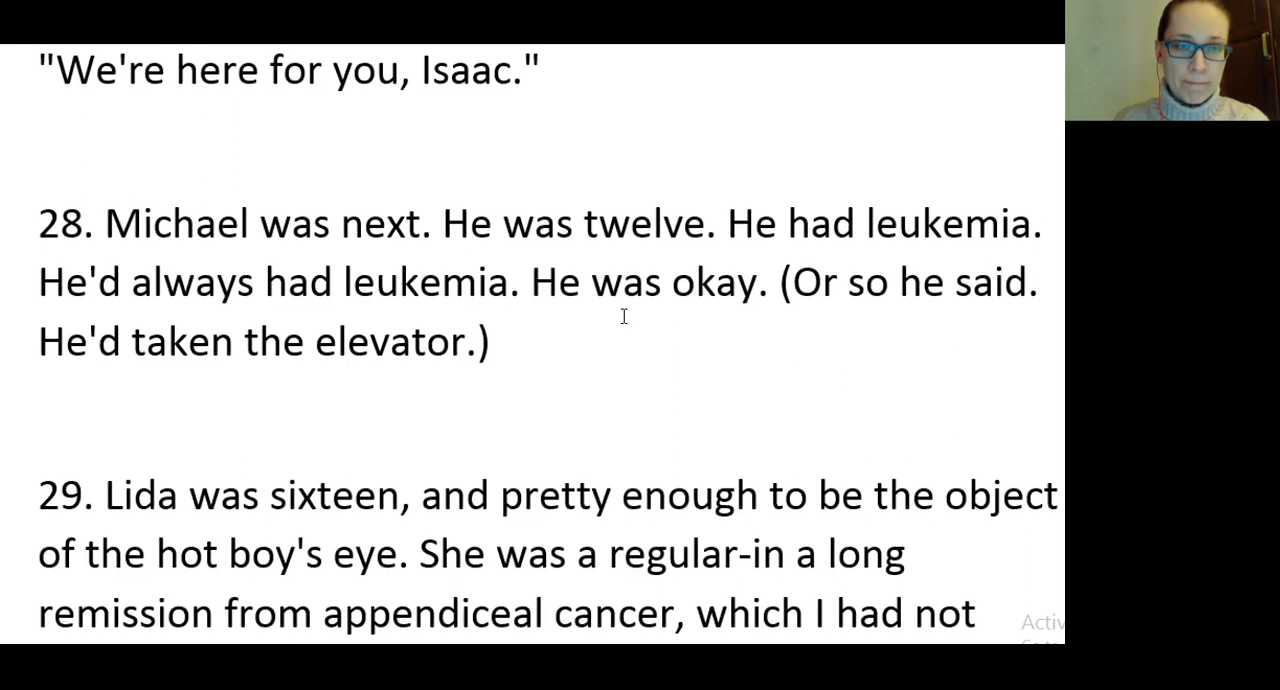 "We're here for you, Isaac."
28. Michael was next. He was twelve. He had leukemia.
He'd always had leukemia. He was okay. (Or so he said.
He'd taken the elevator.)
29. Lida was sixteen, and pretty enough to be the object
of the hot boy's eye. She was a regular-in a long
remission from appendiceal cancer, which I had not
Activ